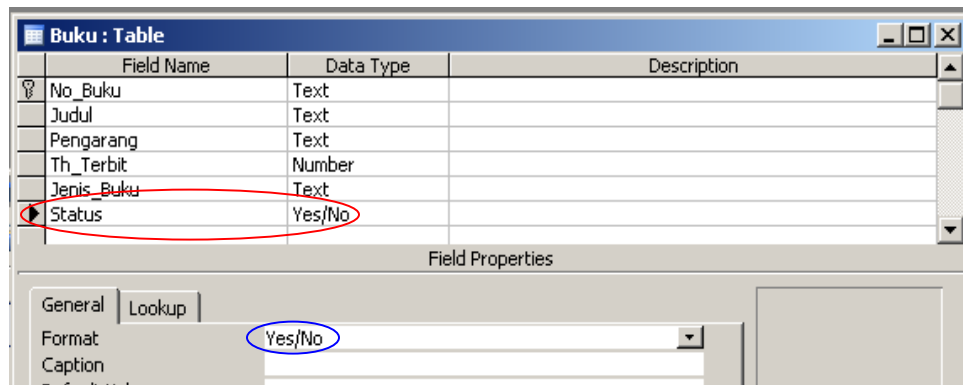 Buku : Table
Field Name Data Type Description
No_Buku Text
Judul Text
Pengarang Text
Th_Terbit Number
Jenis_Buku Text
Status Yes/No
Field Properties
General Lookup
Format Yes/No
Caption